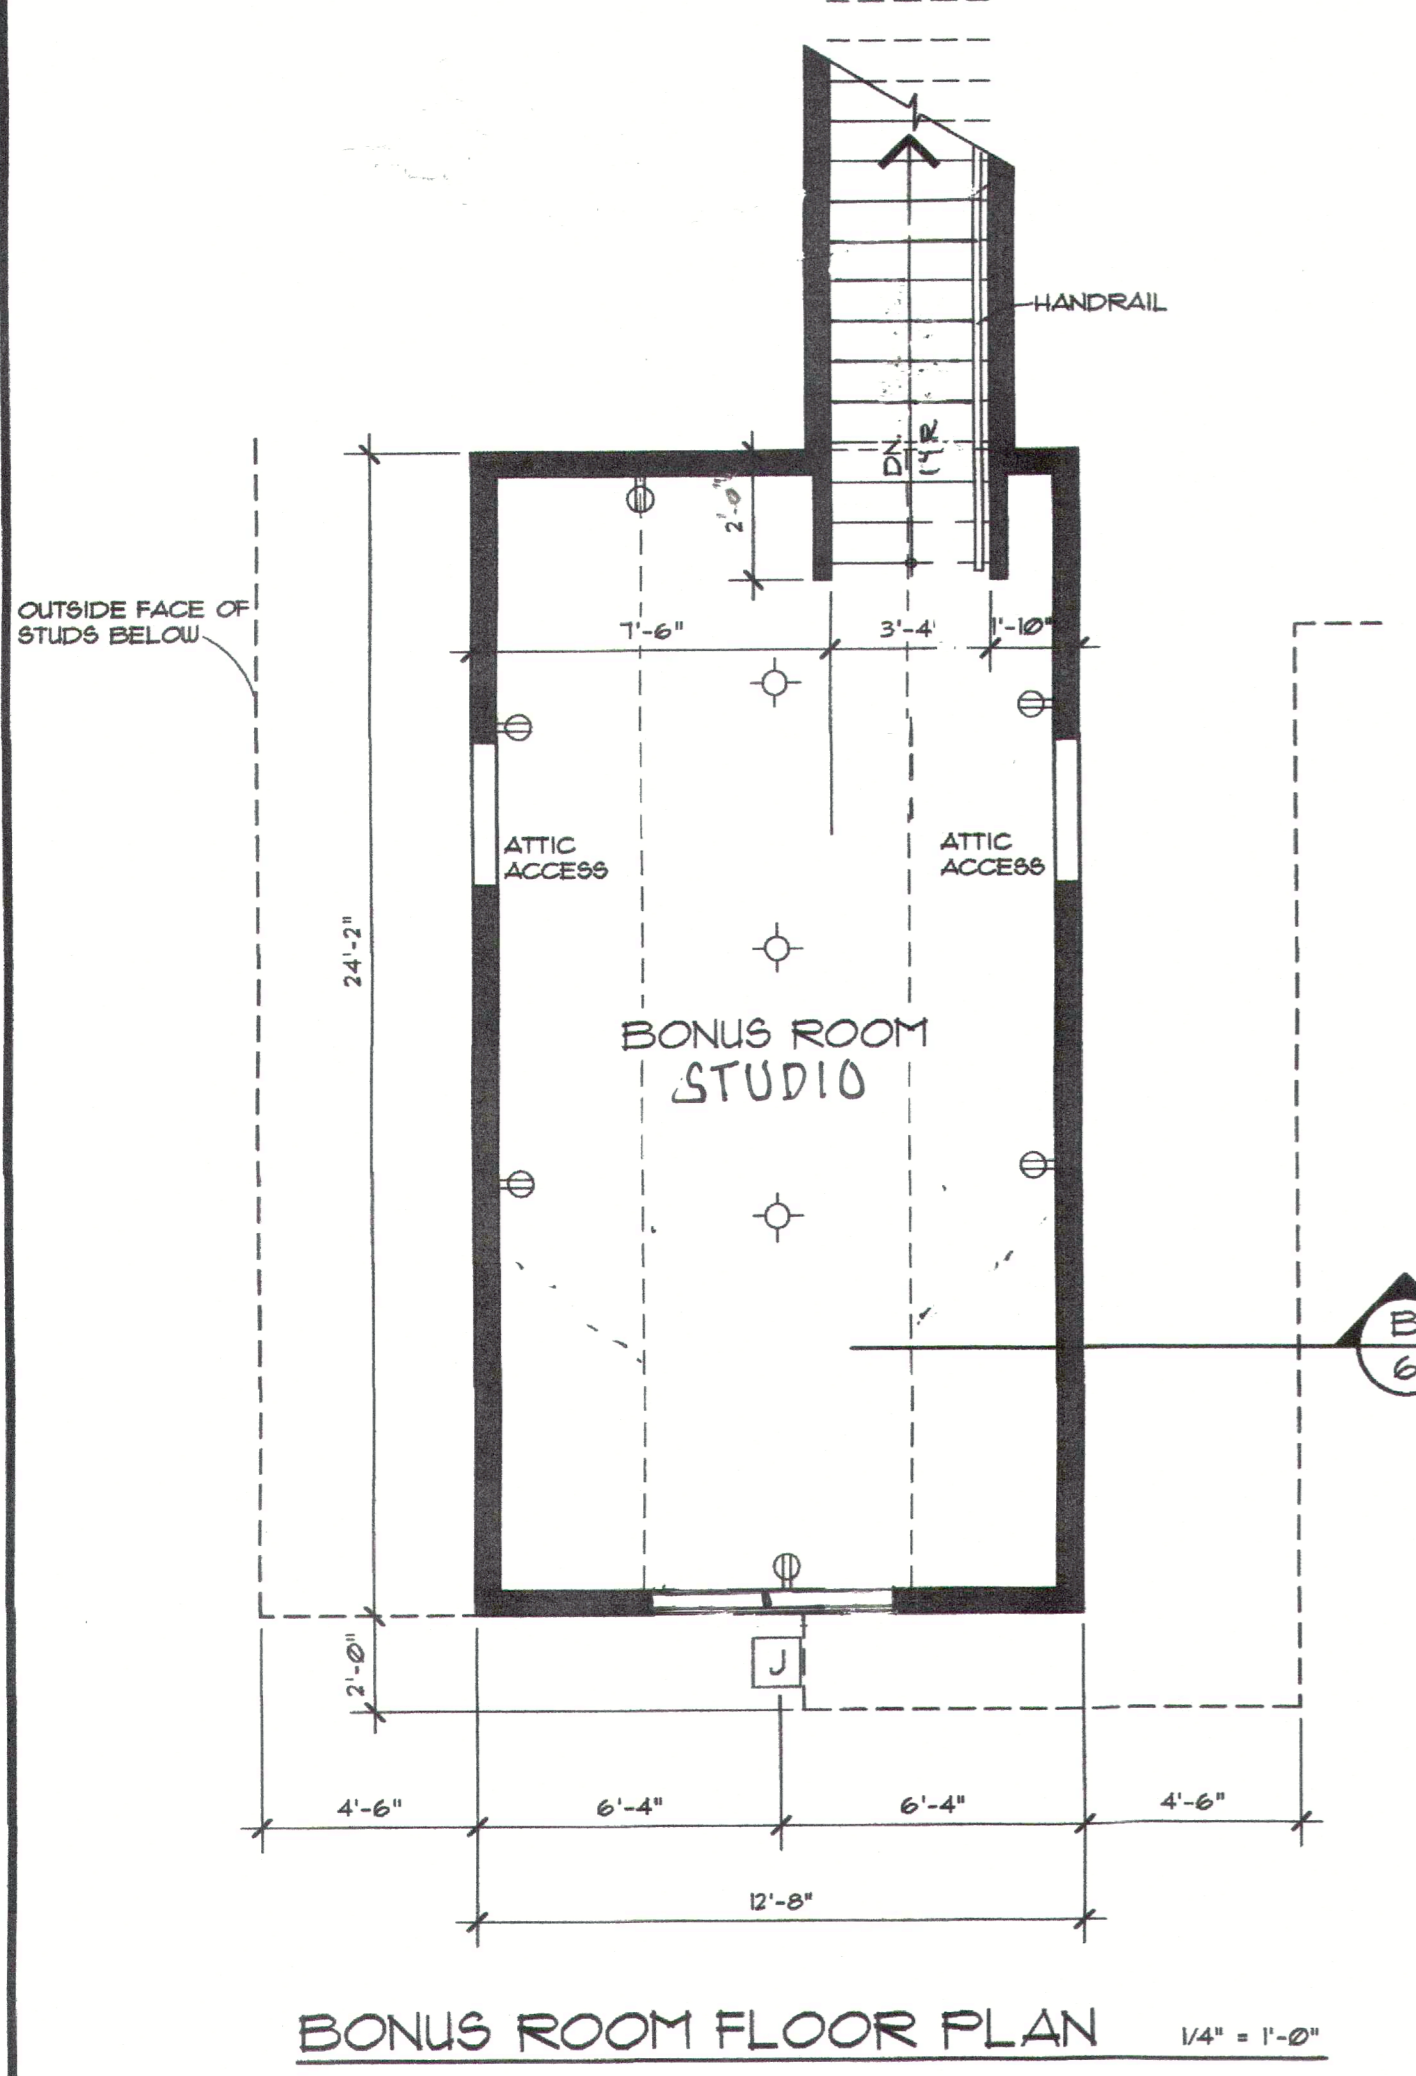 HANDRAIL
DN.
14R
2'-0"
OUTSIDE FACE OF
STUDS BELOW
7'-6"
3'-4
1'-10"
ATTIC
ACCESS
ATTIC
ACCESS
24'-2"
BONUS ROOM
STUDIO
B
6
J
2'-0"
4'-6"
6'-4"
6'-4"
4'-6"
12'-8"
BONUS ROOM FLOOR PLAN
1/4" = 1'-0"